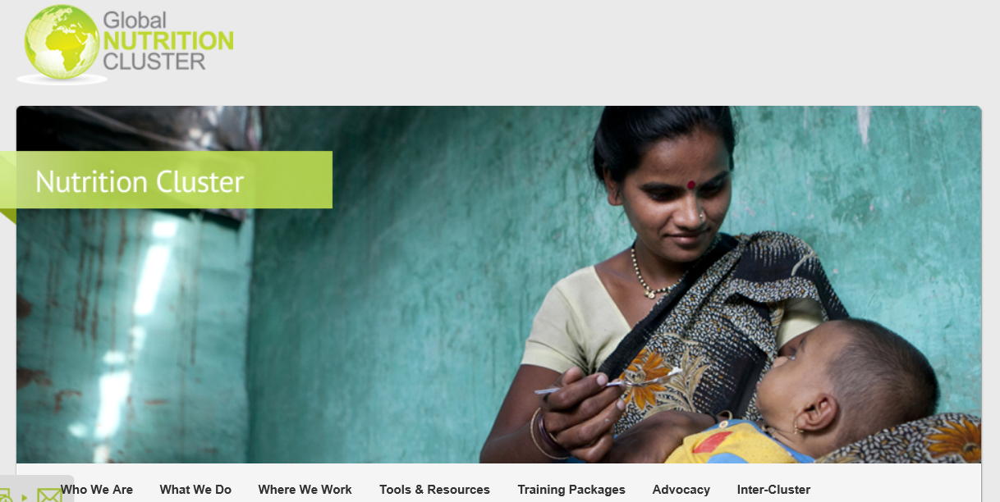 Global
NUTRITION
CLUSTER
Nutrition Cluster
Who We Are What We Do Where We Work Tools & Resources Training Packages Advocacy Inter-Cluster